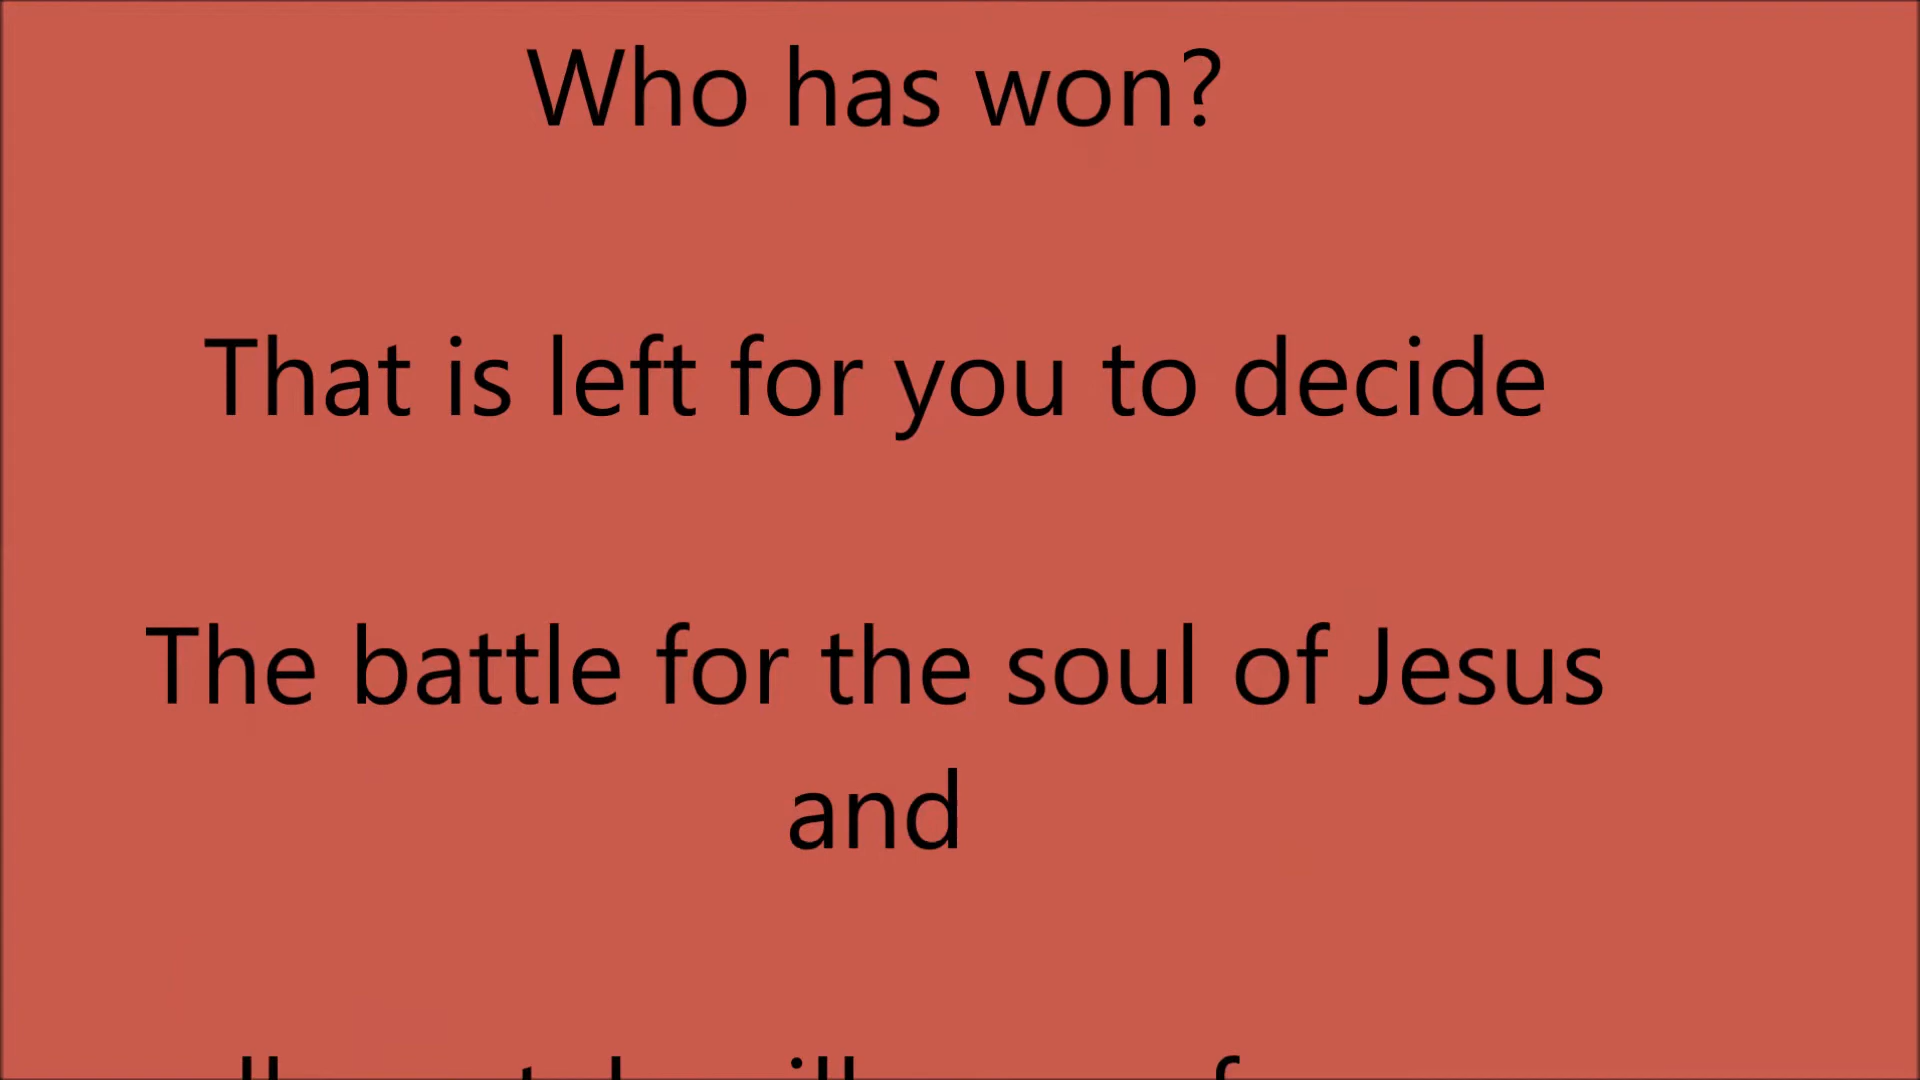 Who has won?
That is left for you to decide
The battle for the soul of Jesus
and